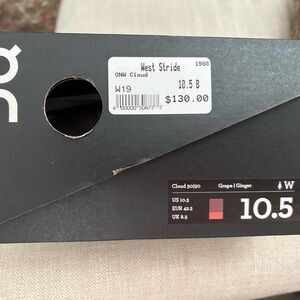 West Stride 1980
ONW Cloud
W19 10.5 B
$130.00
Cloud 50|50 Grape | Ginger W
US 10.5
EUR 42.5
UK 8.5
10.5